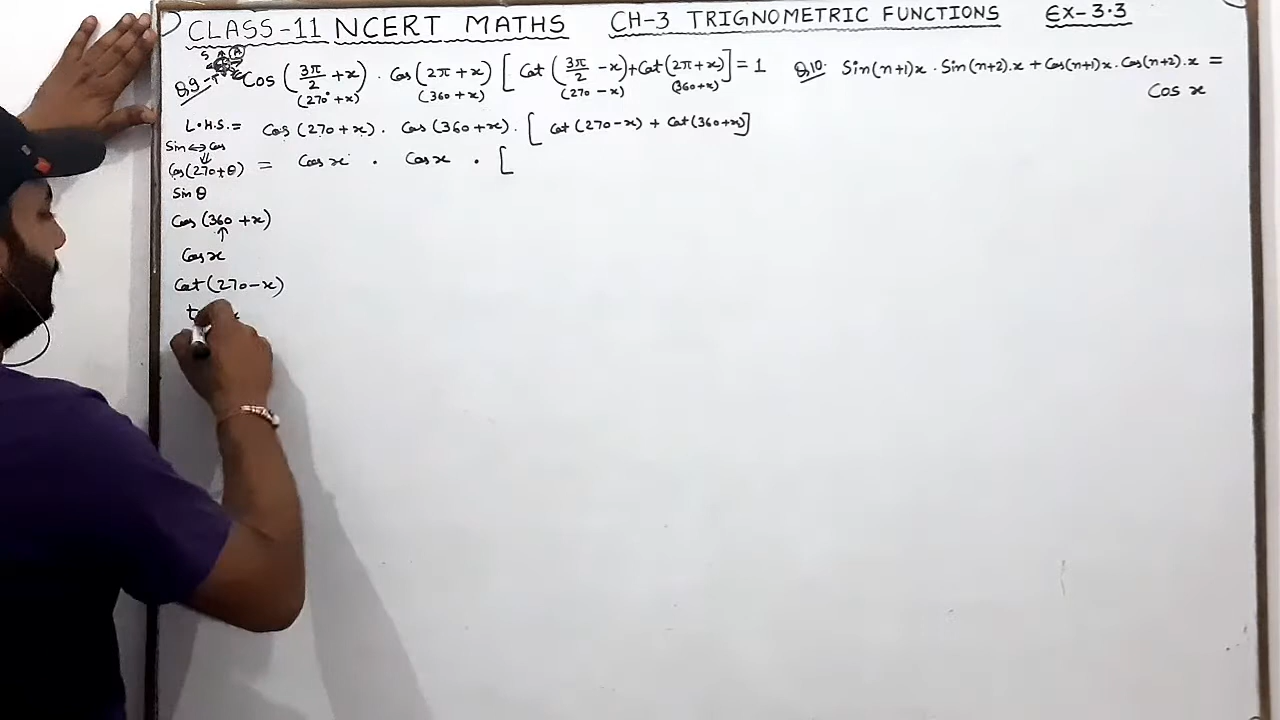 CLASS-11 NCERT MATHS CH-3 TRIGNOMETRIC FUNCTIONS EX-3.3
Q.9. Cos (3π/2 + x) . Cos (2π + x) [ Cot (3π/2 - x) + Cot (2π + x) ] = 1
(270° + x) (360 + x) (270 - x) (360 + x)
Q.10. Sin(n+1)x . Sin(n+2).x + Cos(n+1)x . Cos(n+2).x =
Cos x
L.H.S. = Cos (270 + x) . Cos (360 + x) . [ Cot (270 - x) + Cot (360 + x) ]
Sin ↔ Cos
Cos (270 + θ) = Cos x . Cos x . [
Sin θ
Cos (360 + x)
Cos x
Cot (270 - x)